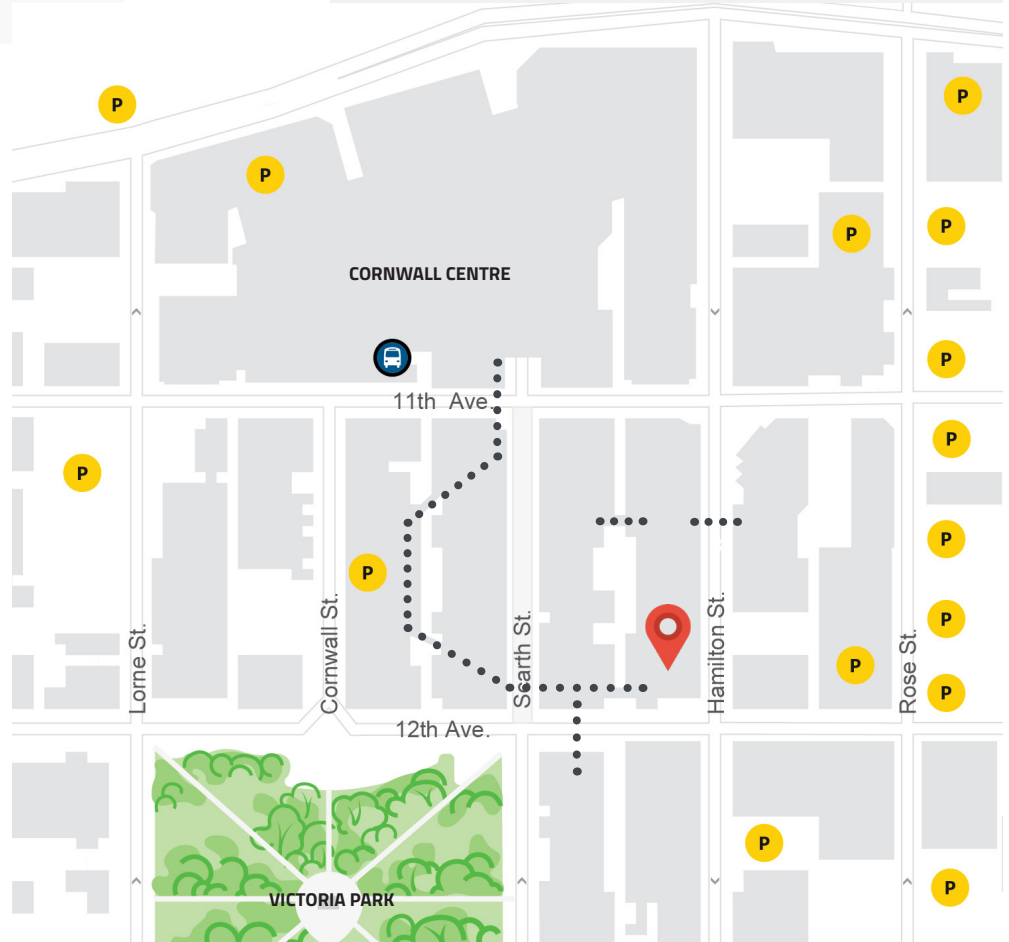 P
P
P
P
P
CORNWALL CENTRE
P
11th Ave.
P
P
P
P
Lorne St.
Cornwall St.
Scarth St.
Hamilton St.
Rose St.
P
P
P
12th Ave.
P
P
VICTORIA PARK